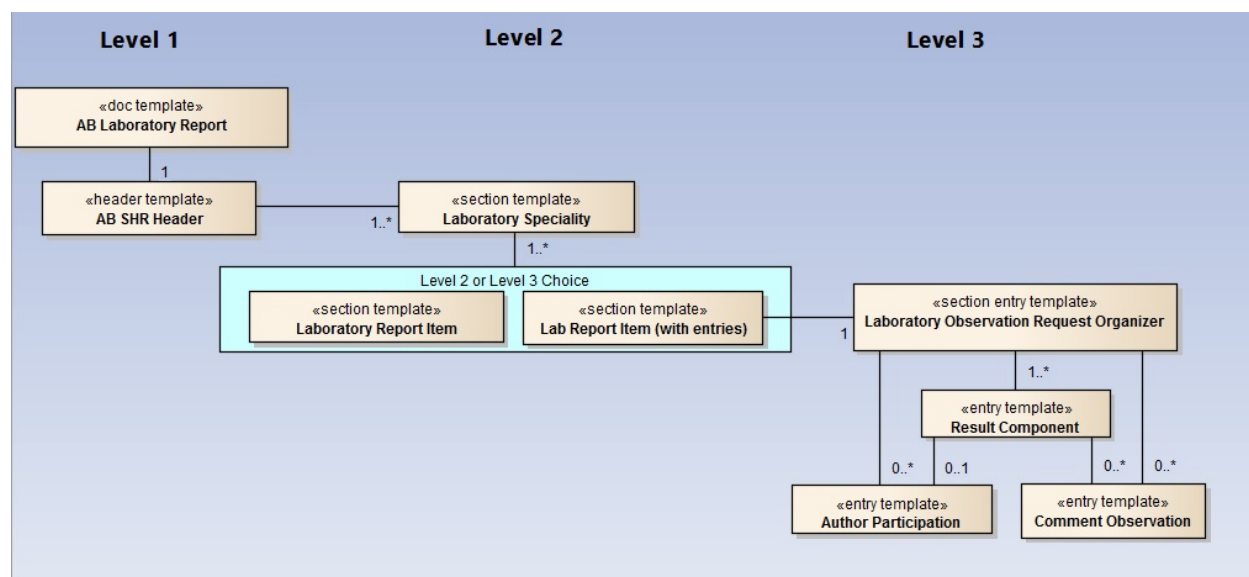 Level 1
Level 2
Level 3
«doc template»
AB Laboratory Report
1
«header template»
AB SHR Header
1..*
«section template»
Laboratory Speciality
1..*
Level 2 or Level 3 Choice
«section template»
Laboratory Report Item
«section template»
Lab Report Item (with entries)
1
«section entry template»
Laboratory Observation Request Organizer
1..*
«entry template»
Result Component
0..*
0..1
0..*
0..*
«entry template»
Author Participation
«entry template»
Comment Observation